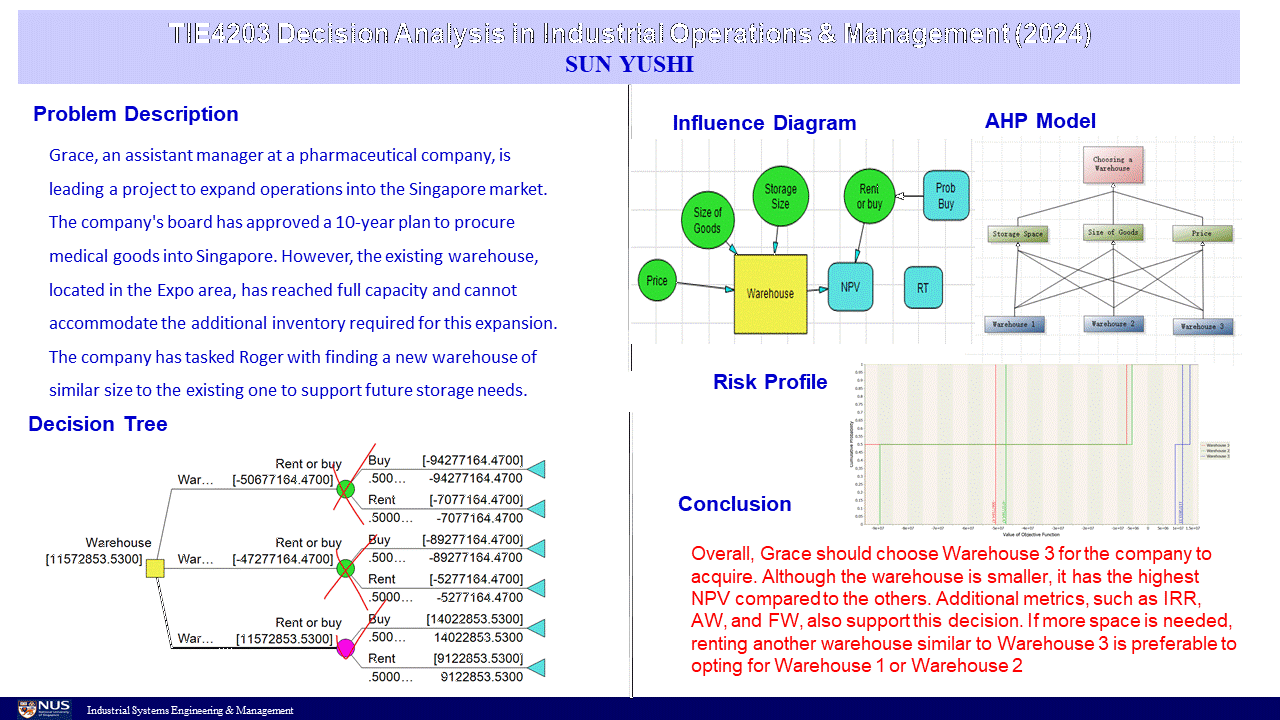 TIE4203 Decision Analysis in Industrial Operations & Management (2024)
SUN YUSHI
Problem Description
Grace, an assistant manager at a pharmaceutical company, is
leading a project to expand operations into the Singapore market.
The company's board has approved a 10-year plan to procure
medical goods into Singapore. However, the existing warehouse,
located in the Expo area, has reached full capacity and cannot
accommodate the additional inventory required for this expansion.
The company has tasked Roger with finding a new warehouse of
similar size to the existing one to support future storage needs.
Decision Tree
Warehouse
[11572853.5300]
War...
Rent or buy
[-50677164.4700]
Buy
[-94277164.4700]
.500...
-94277164.4700
Rent
[-7077164.4700]
.5000...
-7077164.4700
War...
Rent or buy
[-47277164.4700]
Buy
[-89277164.4700]
.500...
-89277164.4700
Rent
[-5277164.4700]
.5000...
-5277164.4700
War...
Rent or buy
[11572853.5300]
Buy
[14022853.5300]
.500...
14022853.5300
Rent
[9122853.5300]
.5000...
9122853.5300
Influence Diagram
Price
Size of
Goods
Storage
Size
Rent
or buy
Prob
Buy
Warehouse
NPV
RT
AHP Model
Choosing a
Warehouse
Storage Space
Size of Goods
Price
Warehouse 1
Warehouse 2
Warehouse 3
Risk Profile
Cumulative Probability
Value of Objective Function
Conclusion
Overall, Grace should choose Warehouse 3 for the company to
acquire. Although the warehouse is smaller, it has the highest
NPV compared to the others. Additional metrics, such as IRR,
AW, and FW, also support this decision. If more space is needed,
renting another warehouse similar to Warehouse 3 is preferable to
opting for Warehouse 1 or Warehouse 2
NUS
National University
of Singapore
Industrial Systems Engineering & Management